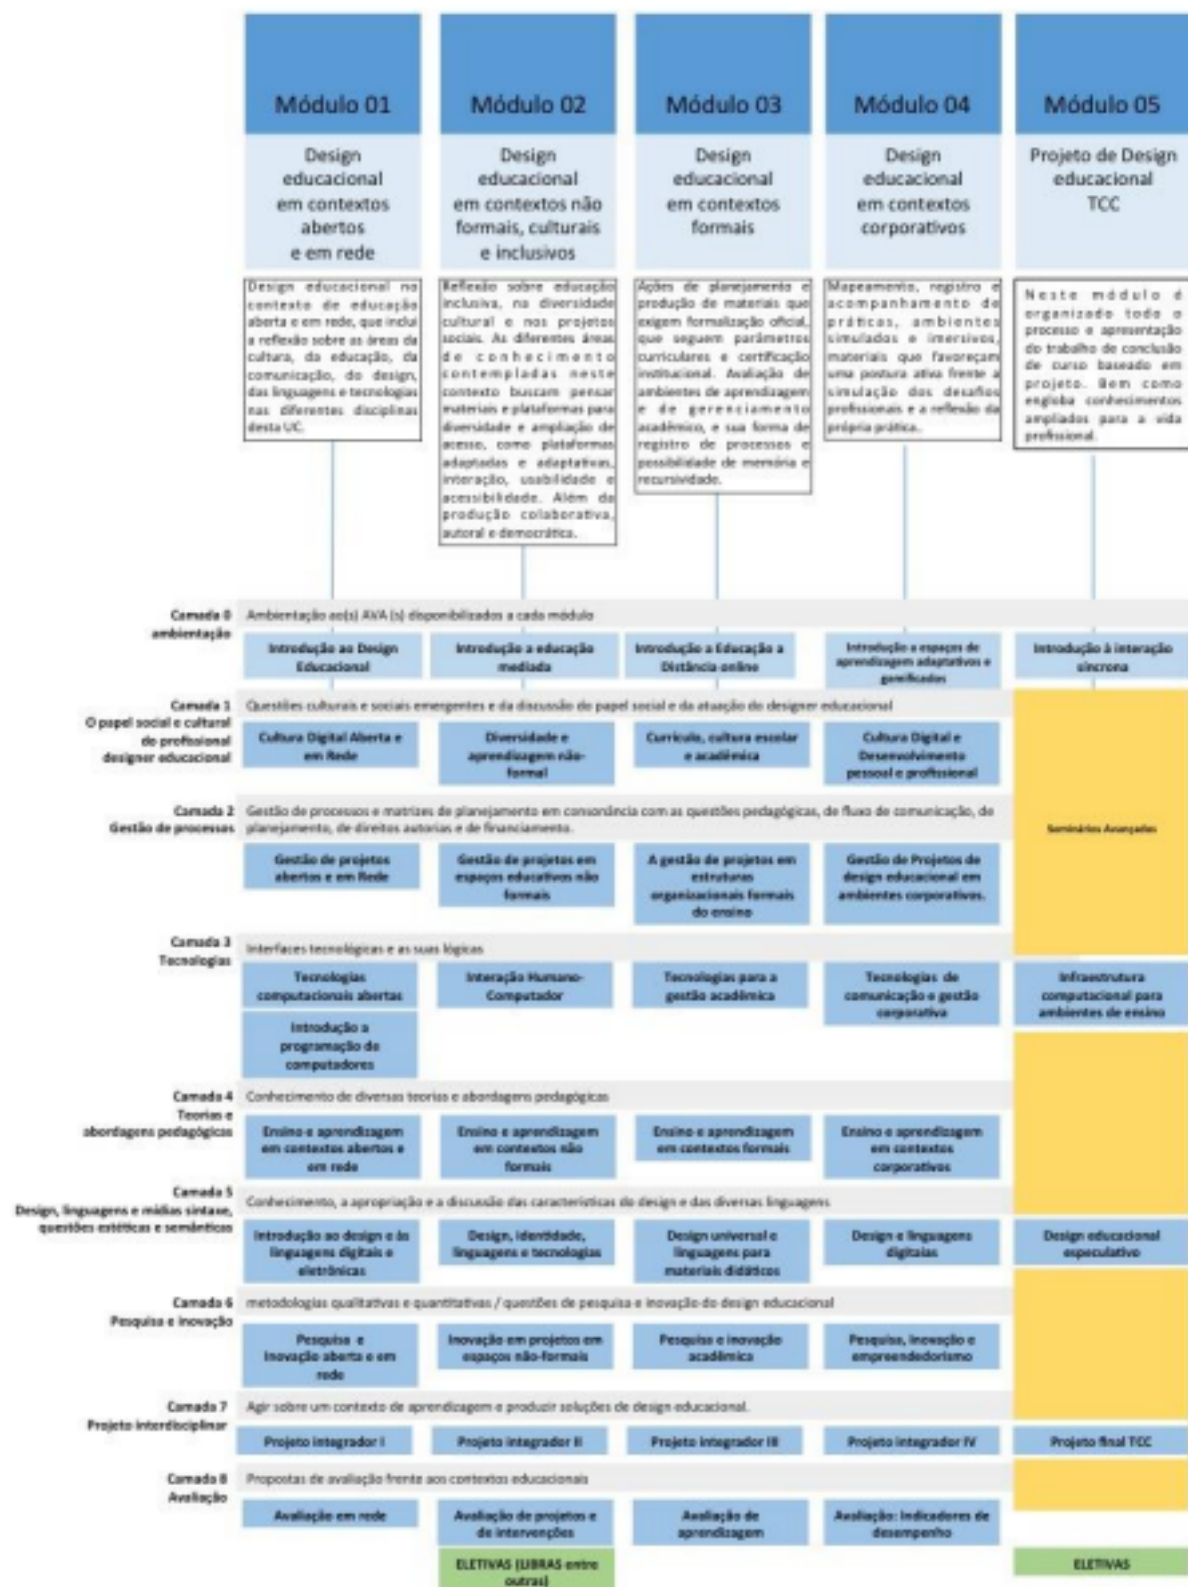 Módulo 01
Módulo 02
Módulo 03
Módulo 04
Módulo 05
Design
educacional
em contextos
abertos
e em rede
Design
educacional
em contextos não
formais, culturais
e inclusivos
Design
educacional
em contextos
formais
Design
educacional
em contextos
corporativos
Projeto de Design
educacional
TCC
Design educacional no
contexto de educação
aberta e em rede, que inclui
a reflexão sobre as áreas da
cultura, da educação, da
comunicação, do design,
das linguagens e tecnologias
nas diferentes disciplinas
desta UC.
Reflexão sobre educação
inclusiva, na diversidade
cultural e nos projetos
sociais. As diferentes áreas
de conhecimento
contempladas neste
contexto buscam pensar
materiais e plataformas para
diversidade e ampliação de
acesso, como plataformas
adaptadas e adaptativas,
interação, usabilidade e
acessibilidade. Além da
produção colaborativa,
autoral e democrática.
Ações de planejamento e
produção de materiais que
exigem formalização oficial,
que seguem parâmetros
curriculares e certificação
institucional. Avaliação de
ambientes de aprendizagem
e de gerenciamento
acadêmico, e sua forma de
registro de processos e
possibilidade de memória e
recursividade.
Mapeamento, registro e
acompanhamento de
práticas, ambientes
simulados e imersivos,
materiais que favoreçam
uma postura ativa frente a
simulação dos desafios
profissionais e a reflexão da
própria prática.
Neste módulo é
organizado todo o
processo e apresentação
do trabalho de conclusão
de curso baseado em
projeto. Bem como
engloba conhecimentos
ampliados para a vida
profissional.
Camada 0
ambientação
Ambientação ao(s) AVA (s) disponibilizados a cada módulo
Introdução ao Design
Educacional
Introdução a educação
mediada
Introdução a Educação a
Distância online
Introdução a espaços de
aprendizagem adaptativos e
gamificados
Introdução à interação
síncrona
Camada 1
O papel social e cultural
do profissional
designer educacional
Questões culturais e sociais emergentes e da discussão do papel social e da atuação do designer educacional
Cultura Digital Aberta e
em Rede
Diversidade e
aprendizagem não-
formal
Currículo, cultura escolar
e acadêmica
Cultura Digital e
Desenvolvimento
pessoal e profissional
Seminários Avançados
Camada 2
Gestão de processos
Gestão de processos e matrizes de planejamento em consonância com as questões pedagógicas, de fluxo de comunicação, de
planejamento, de direitos autorias e de financiamento.
Gestão de projetos
abertos e em Rede
Gestão de projetos em
espaços educativos não
formais
A gestão de projetos em
estruturas
organizacionais formais
do ensino
Gestão de Projetos de
design educacional em
ambientes corporativos.
Camada 3
Tecnologias
Interfaces tecnológicas e as suas lógicas
Tecnologias
computacionais abertas
Introdução a
programação de
computadores
Interação Humano-
Computador
Tecnologias para a
gestão acadêmica
Tecnologias de
comunicação e gestão
corporativa
Infraestrutura
computacional para
ambientes de ensino
Camada 4
Teorias e
abordagens pedagógicas
Conhecimento de diversas teorias e abordagens pedagógicas
Ensino e aprendizagem
em contextos abertos e
em rede
Ensino e aprendizagem
em contextos não
formais
Ensino e aprendizagem
em contextos formais
Ensino e aprendizagem
em contextos
corporativos
Camada 5
Design, linguagens e mídias sintaxe,
questões estéticas e semânticas
Conhecimento, a apropriação e a discussão das características do design e das diversas linguagens
Introdução ao design e às
linguagens digitais e
eletrônicas
Design, identidade,
linguagens e tecnologias
Design universal e
linguagens para
materiais didáticos
Design e linguagens
digitaias
Design educacional
especulativo
Camada 6
Pesquisa e inovação
metodologias qualitativas e quantitativas / questões de pesquisa e inovação do design educacional
Pesquisa e
Inovação aberta e em
rede
Inovação em projetos em
espaços não-formais
Pesquisa e inovação
acadêmica
Pesquisa, inovação e
empreendedorismo
Camada 7
Projeto interdisciplinar
Agir sobre um contexto de aprendizagem e produzir soluções de design educacional.
Projeto integrador I
Projeto integrador II
Projeto integrador III
Projeto integrador IV
Projeto final TCC
Camada 8
Avaliação
Propostas de avaliação frente aos contextos educacionais
Avaliação em rede
Avaliação de projetos e
de intervenções
Avaliação de
aprendizagem
Avaliação: Indicadores de
desempenho
ELETIVAS (LIBRAS entre
outras)
ELETIVAS